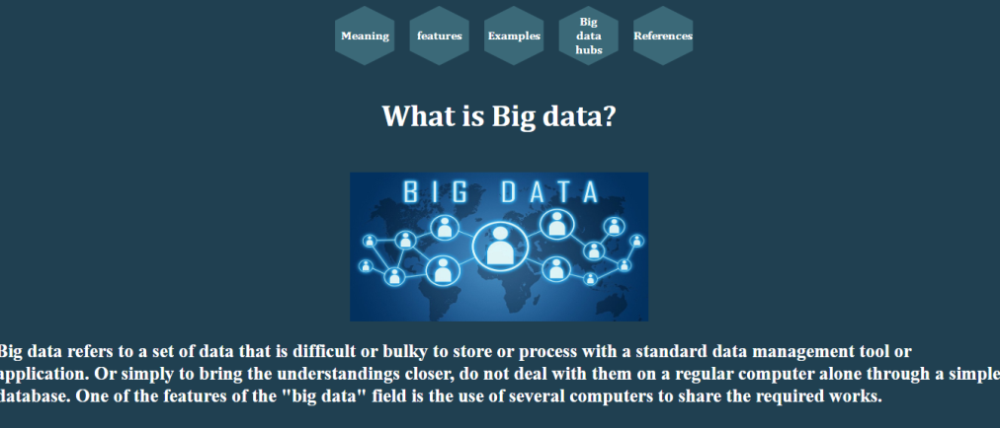 Meaning
features
Examples
Big
data
hubs
References
What is Big data?
BIG DATA
Big data refers to a set of data that is difficult or bulky to store or process with a standard data management tool or
application. Or simply to bring the understandings closer, do not deal with them on a regular computer alone through a simple
database. One of the features of the "big data" field is the use of several computers to share the required works.